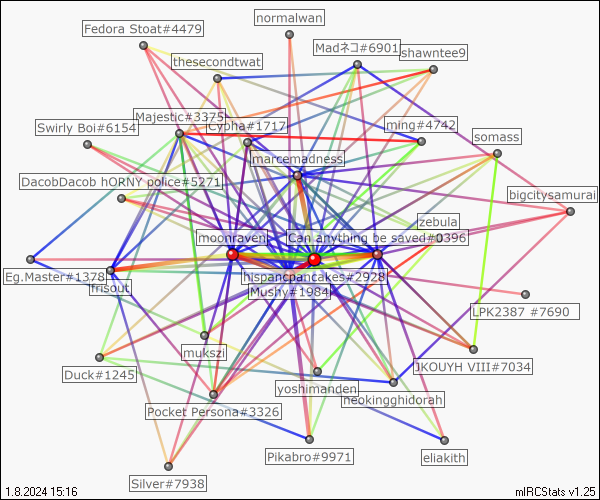 normalwan
Fedora Stoat#4479
Madネコ#6901
shawntee9
thesecondtwat
Majestic#3375
Cypha#1717
ming#4742
Swirly Boi#6154
somass
marcemadness
DacobDacob hORNY police#5271
bigcitysamurai
zebula
moonraven
Can anything be saved#0396
Eg.Master#1378
hispanicpancakes#2928
frisout
Mushy#1984
LPK2387 #7690
mukszi
JKOUYH VIII#7034
Duck#1245
yoshimanden
neokingghidorah
Pocket Persona#3326
Pikabro#9971
eliakith
Silver#7938
1.8.2024 15:16
mIRCStats v1.25